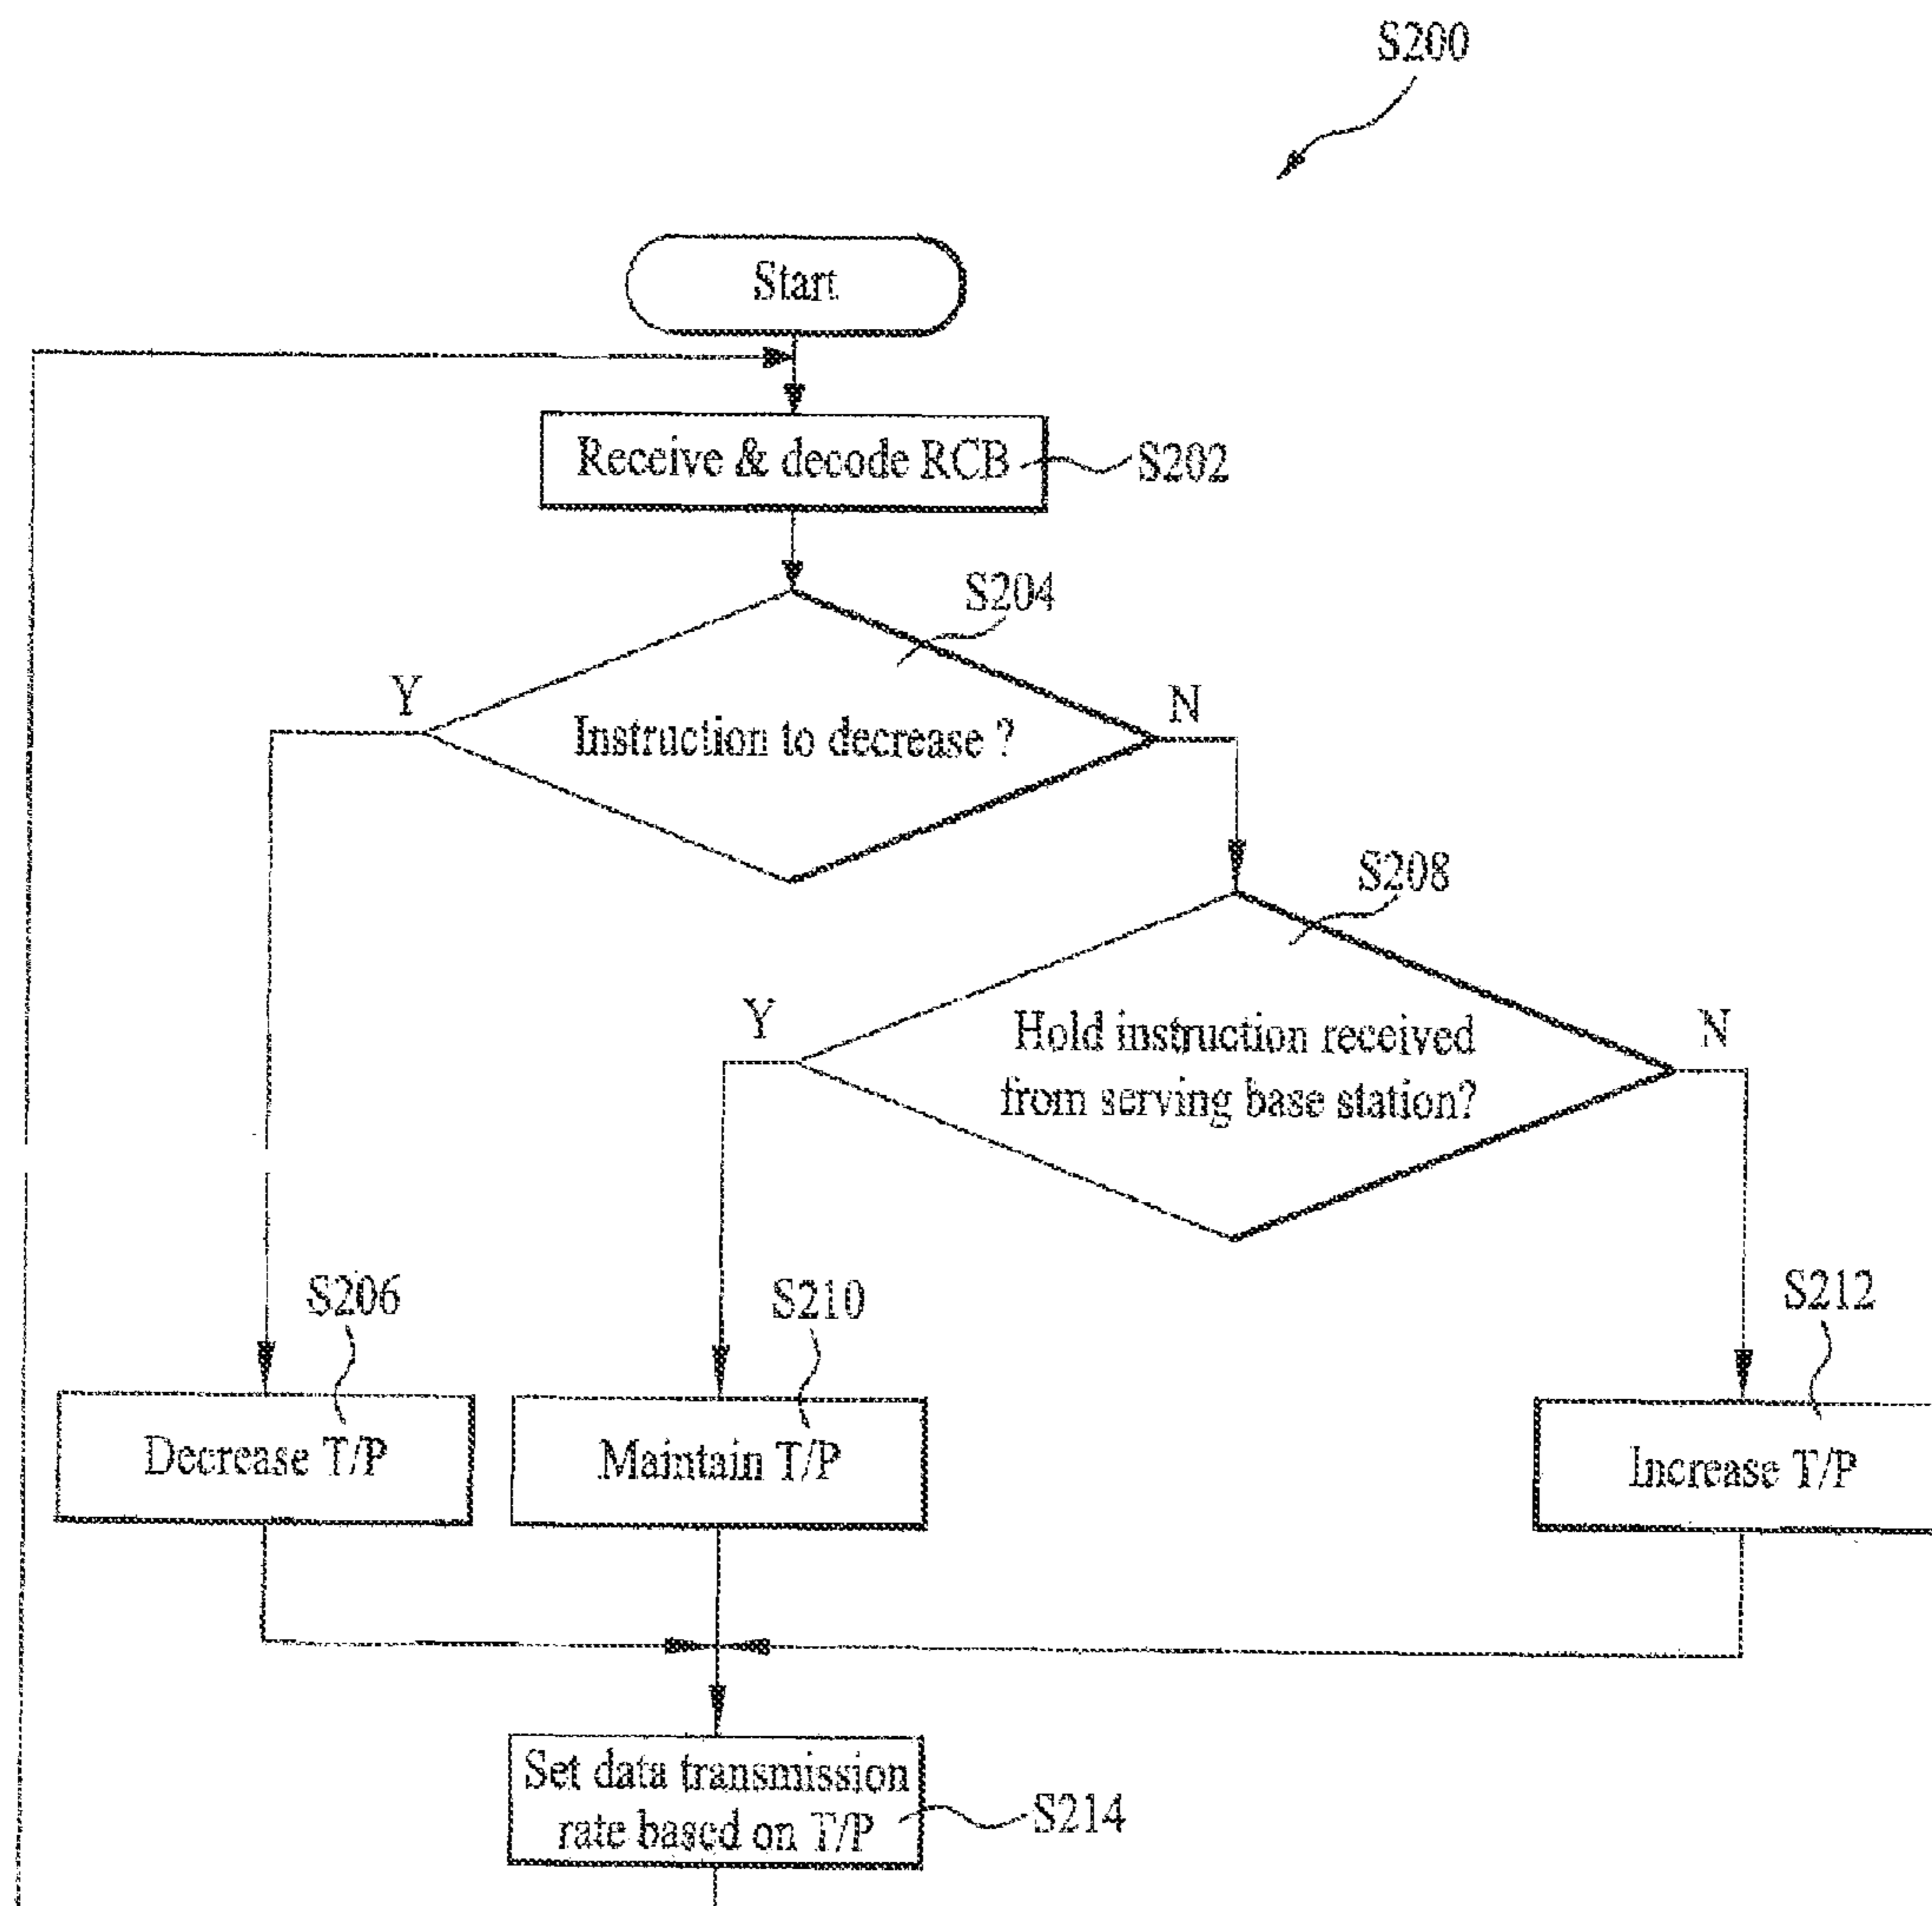 S200
Start
Receive & decode RCB
S202
S204
Y
N
Instruction to decrease ?
S208
Y
N
Hold instruction received
from serving base station?
S206
S210
S212
Decrease T/P
Maintain T/P
Increase T/P
Set data transmission
rate based on T/P
S214